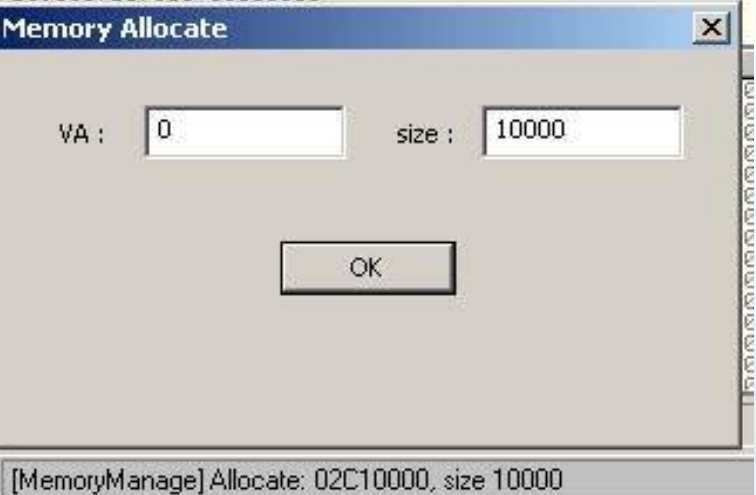 Memory Allocate
VA : 0 size : 10000
OK
[MemoryManage] Allocate: 02C10000, size 10000